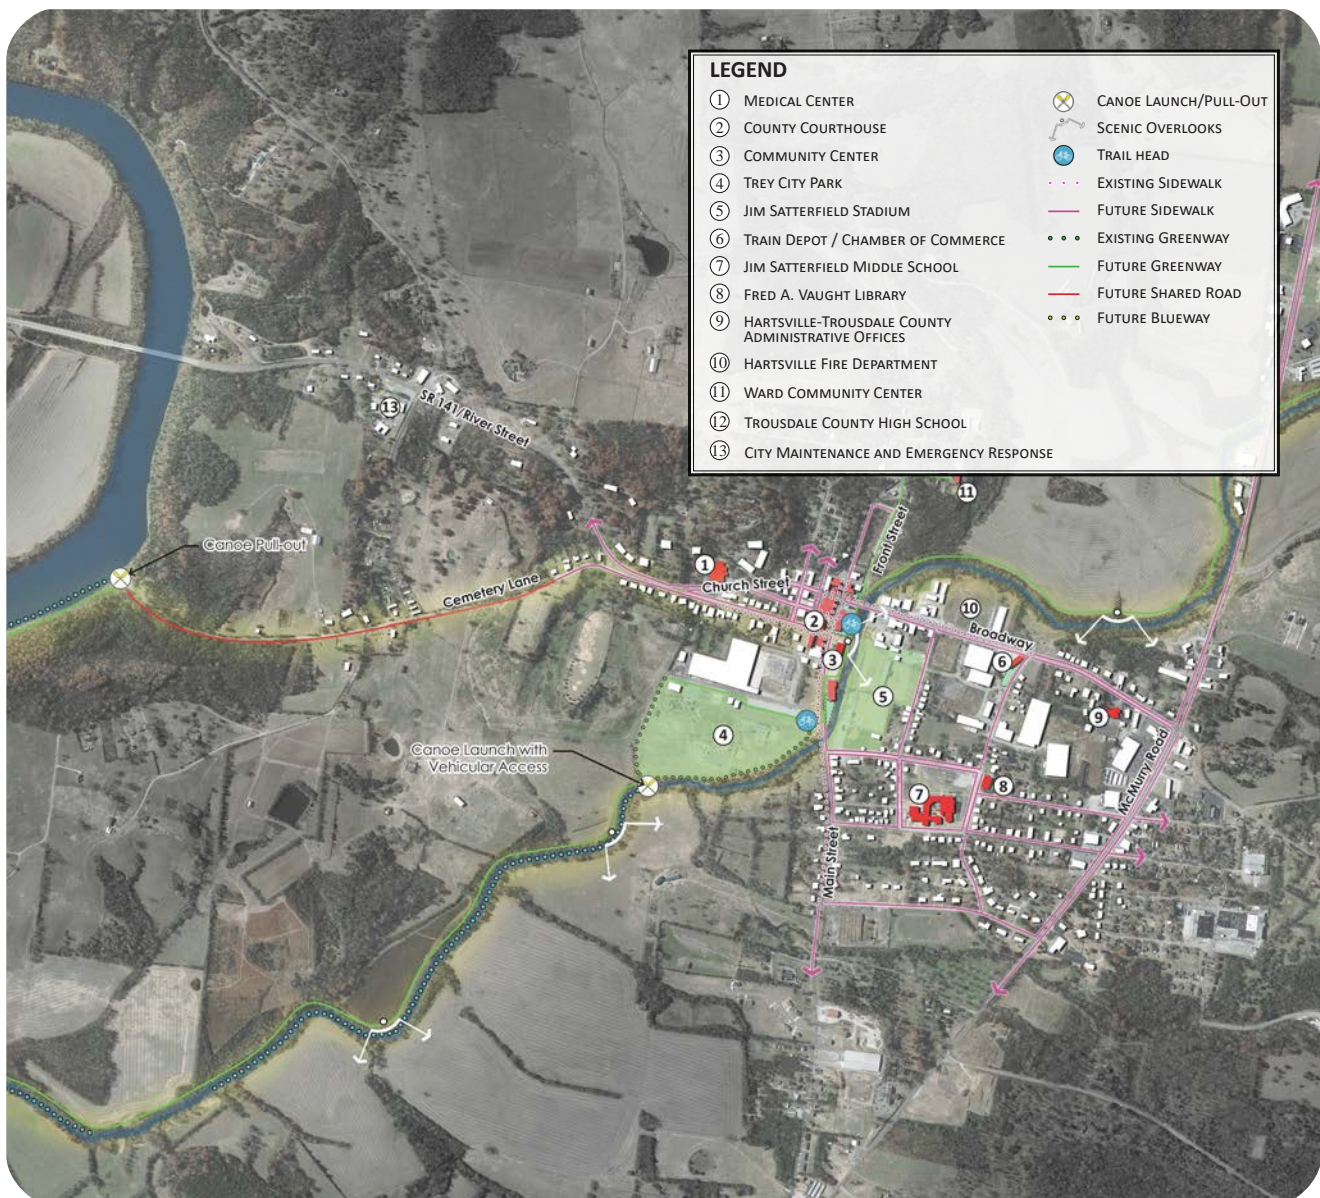 LEGEND
1 MEDICAL CENTER
2 COUNTY COURTHOUSE
3 COMMUNITY CENTER
4 TREY CITY PARK
5 JIM SATTERFIELD STADIUM
6 TRAIN DEPOT / CHAMBER OF COMMERCE
7 JIM SATTERFIELD MIDDLE SCHOOL
8 FRED A. VAUGHT LIBRARY
9 HARTSVILLE-TROUSDALE COUNTY
ADMINISTRATIVE OFFICES
10 HARTSVILLE FIRE DEPARTMENT
11 WARD COMMUNITY CENTER
12 TROUSDALE COUNTY HIGH SCHOOL
13 CITY MAINTENANCE AND EMERGENCY RESPONSE
CANOE LAUNCH/PULL-OUT
SCENIC OVERLOOKS
TRAIL HEAD
EXISTING SIDEWALK
FUTURE SIDEWALK
EXISTING GREENWAY
FUTURE GREENWAY
FUTURE SHARED ROAD
FUTURE BLUEWAY
13
SR 141/River Street
11
Front Street
Canoe Pull-out
1
Church Street
Cemetery Lane
10
2
Broadway
3
6
5
9
4
Canoe Launch with
Vehicular Access
McMurry Road
7
8
Main Street